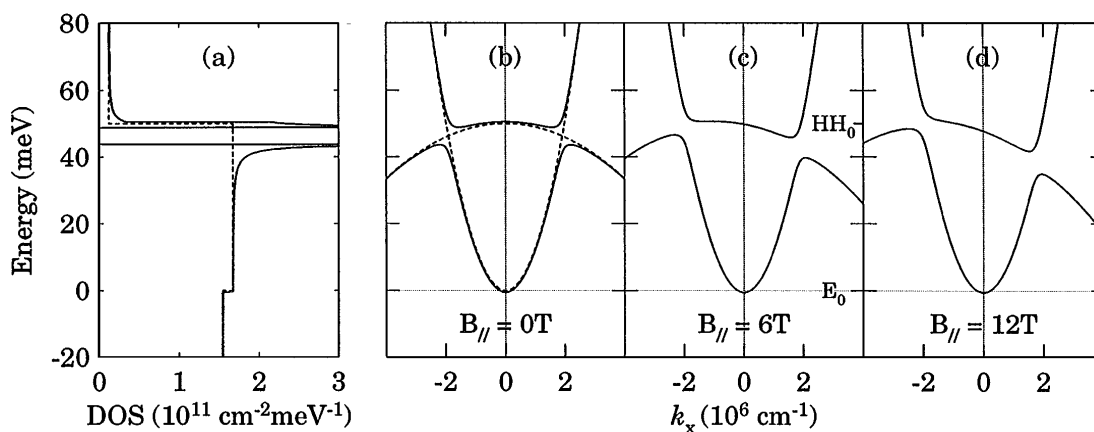 80
60
40
20
0
-20
Energy (meV)
(a)
(b)
(c)
(d)
HH₀
E₀
B// = 0T
B// = 6T
B// = 12T
0 1 2 3
-2 0 2
-2 0 2
-2 0 2
DOS (10¹¹ cm⁻²meV⁻¹)
kₓ (10⁶ cm⁻¹)